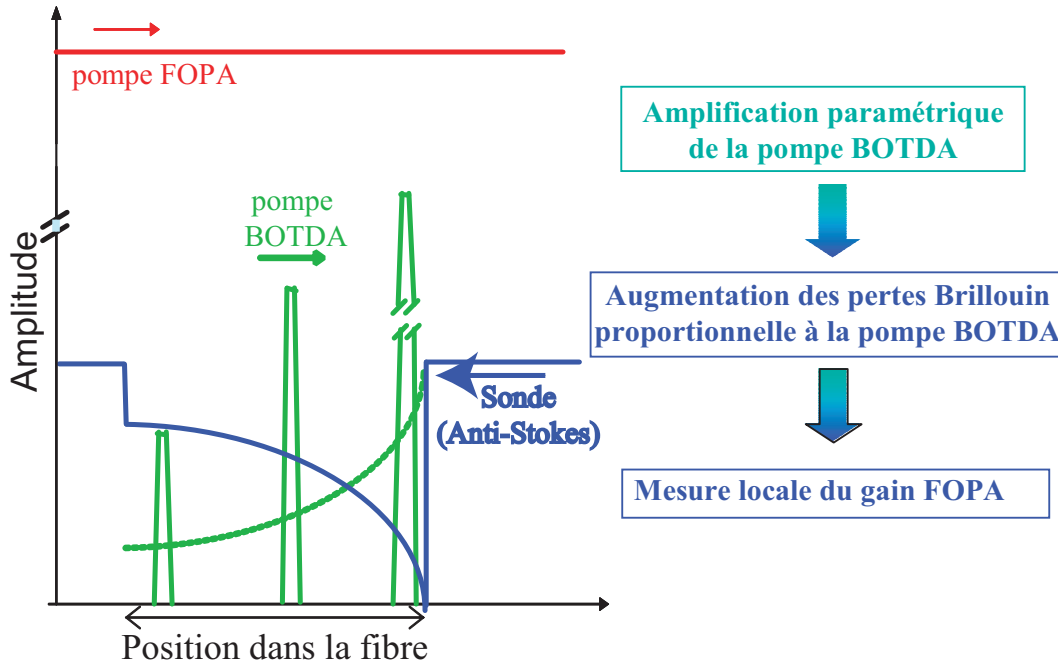 pompe FOPA
pompe
BOTDA
Amplitude
Sonde
(Anti-Stokes)
Position dans la fibre
Amplification paramétrique
de la pompe BOTDA
Augmentation des pertes Brillouin
proportionnelle à la pompe BOTDA
Mesure locale du gain FOPA